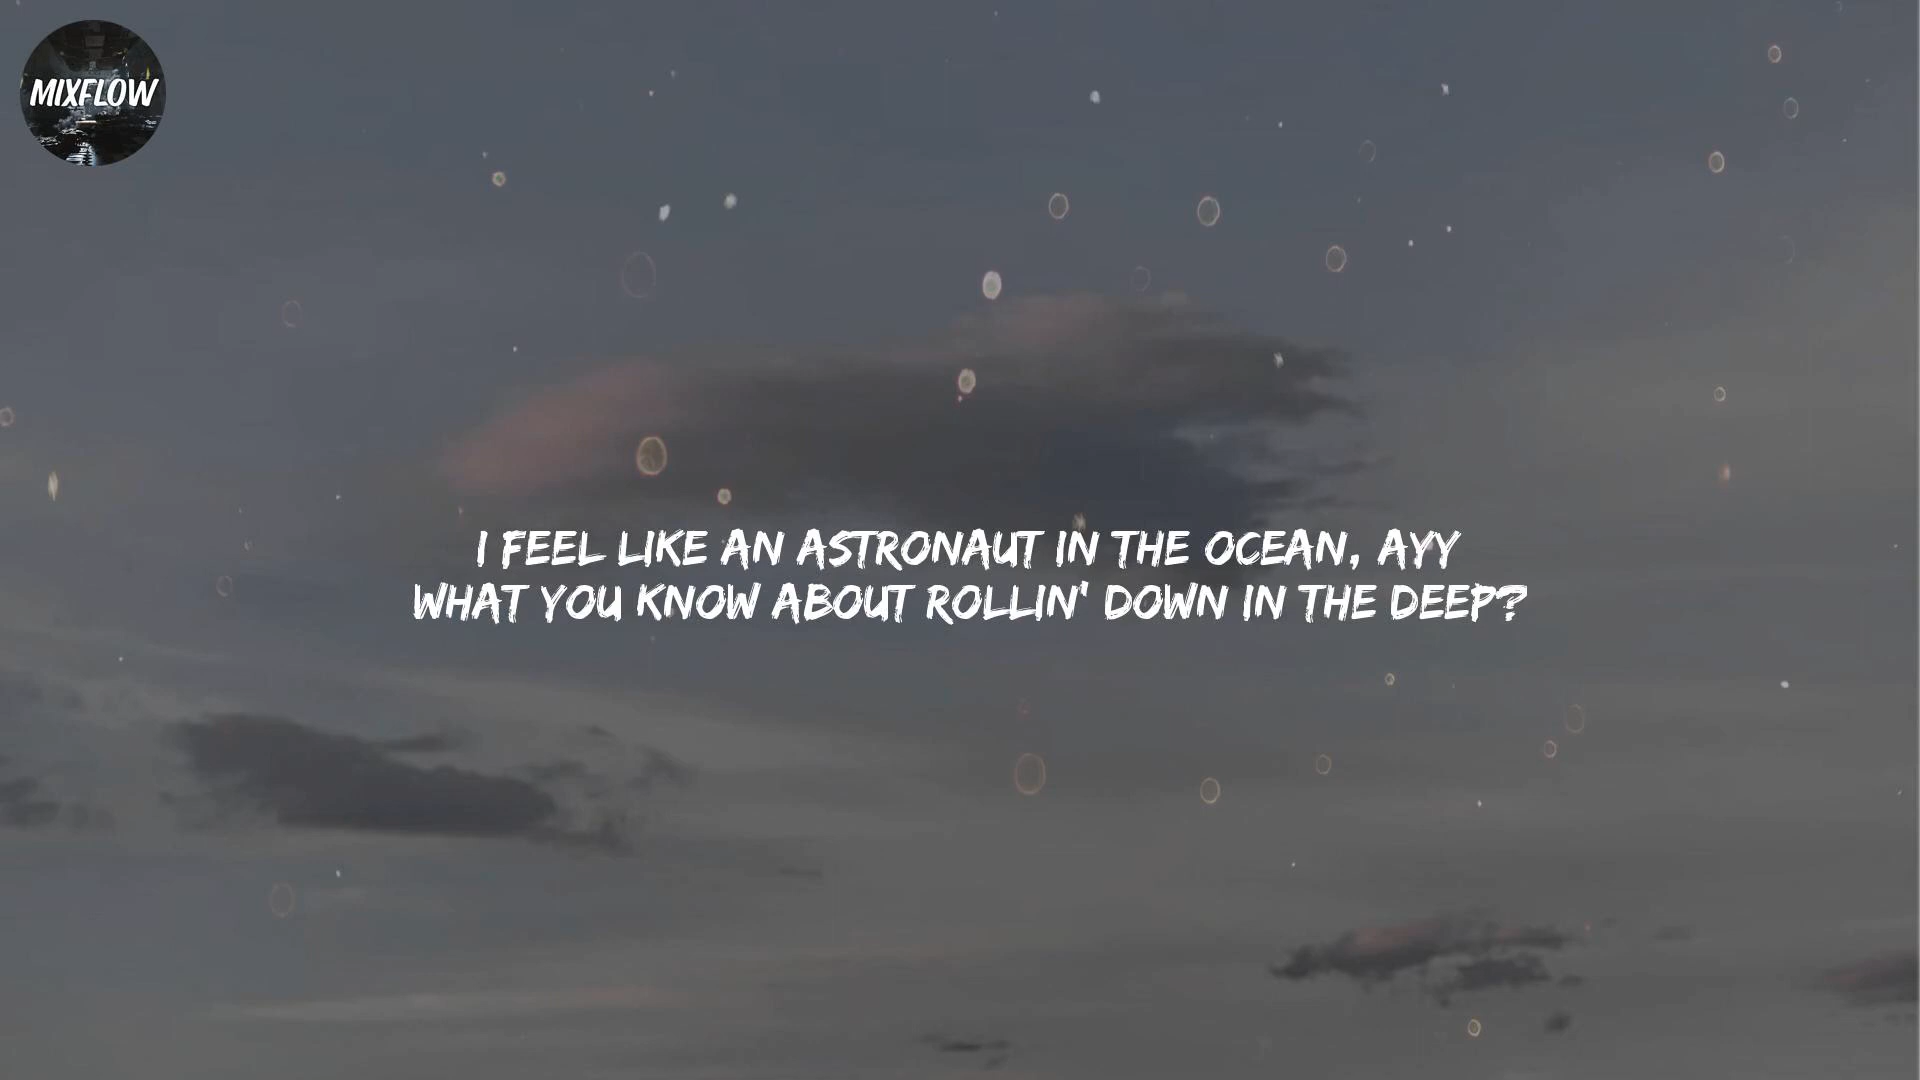 MIXFLOW
I FEEL LIKE AN ASTRONAUT IN THE OCEAN, AYY
WHAT YOU KNOW ABOUT ROLLIN' DOWN IN THE DEEP?